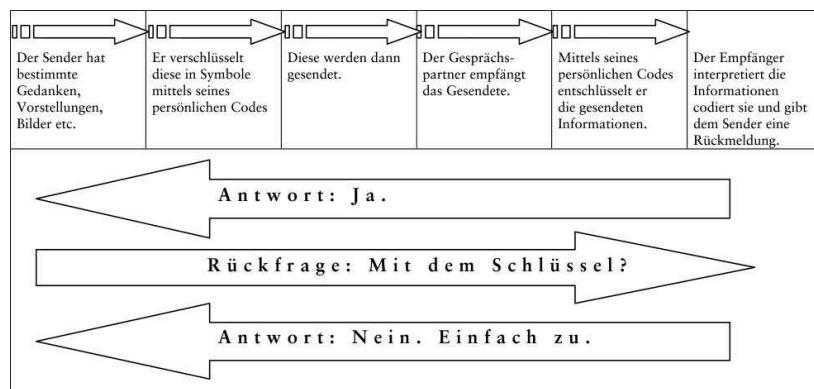 Der Sender hat
bestimmte
Gedanken,
Vorstellungen,
Bilder etc.
Er verschlüsselt
diese in Symbole
mittels seines
persönlichen Codes
Diese werden dann
gesendet.
Der Gesprächs-
partner empfängt
das Gesendete.
Mittels seines
persönlichen Codes
entschlüsselt er
die gesendeten
Informationen.
Der Empfänger
interpretiert die
Informationen
codiert sie und gibt
dem Sender eine
Rückmeldung.
Antwort: Ja.
Rückfrage: Mit dem Schlüssel?
Antwort: Nein. Einfach zu.